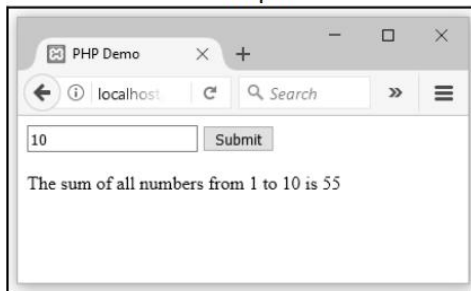 PHP Demo
localhost
Search
10
Submit
The sum of all numbers from 1 to 10 is 55